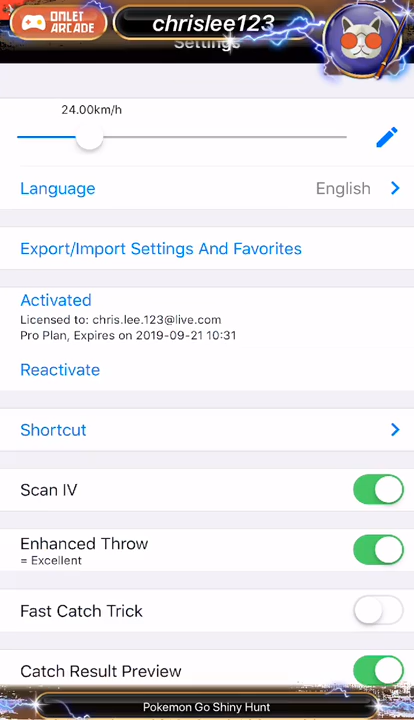 OMLET
ARCADE
chrislee123
Settings
24.00km/h
Language
English
Export/Import Settings And Favorites
Activated
Licensed to: chris.lee.123@live.com
Pro Plan, Expires on 2019-09-21 10:31
Reactivate
Shortcut
Scan IV
Enhanced Throw
= Excellent
Fast Catch Trick
Catch Result Preview
Pokemon Go Shiny Hunt